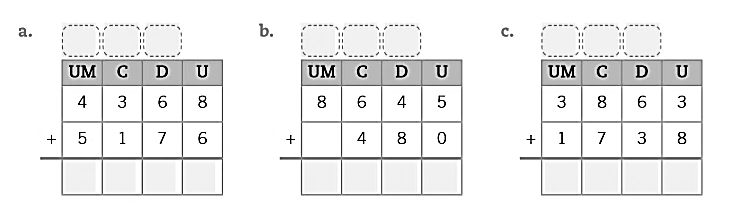 a. b. c.
UM C D U UM C D U UM C D U
4 3 6 8 8 6 4 5 3 8 6 3
+ 5 1 7 6 + 4 8 0 + 1 7 3 8